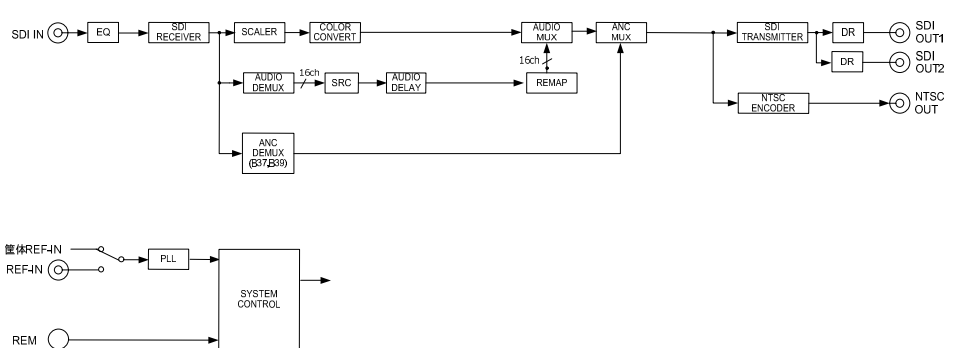 SDI IN
EQ
SDI
RECEIVER
SCALER
COLOR
CONVERT
AUDIO
MUX
ANC
MUX
SDI
TRANSMITTER
DR
SDI
OUT1
DR
SDI
OUT2
AUDIO
DEMUX
16ch
SRC
AUDIO
DELAY
16ch
REMAP
NTSC
ENCODER
NTSC
OUT
ANC
DEMUX
(B37,B39)
筐体REF-IN
REF-IN
PLL
SYSTEM
CONTROL
REM